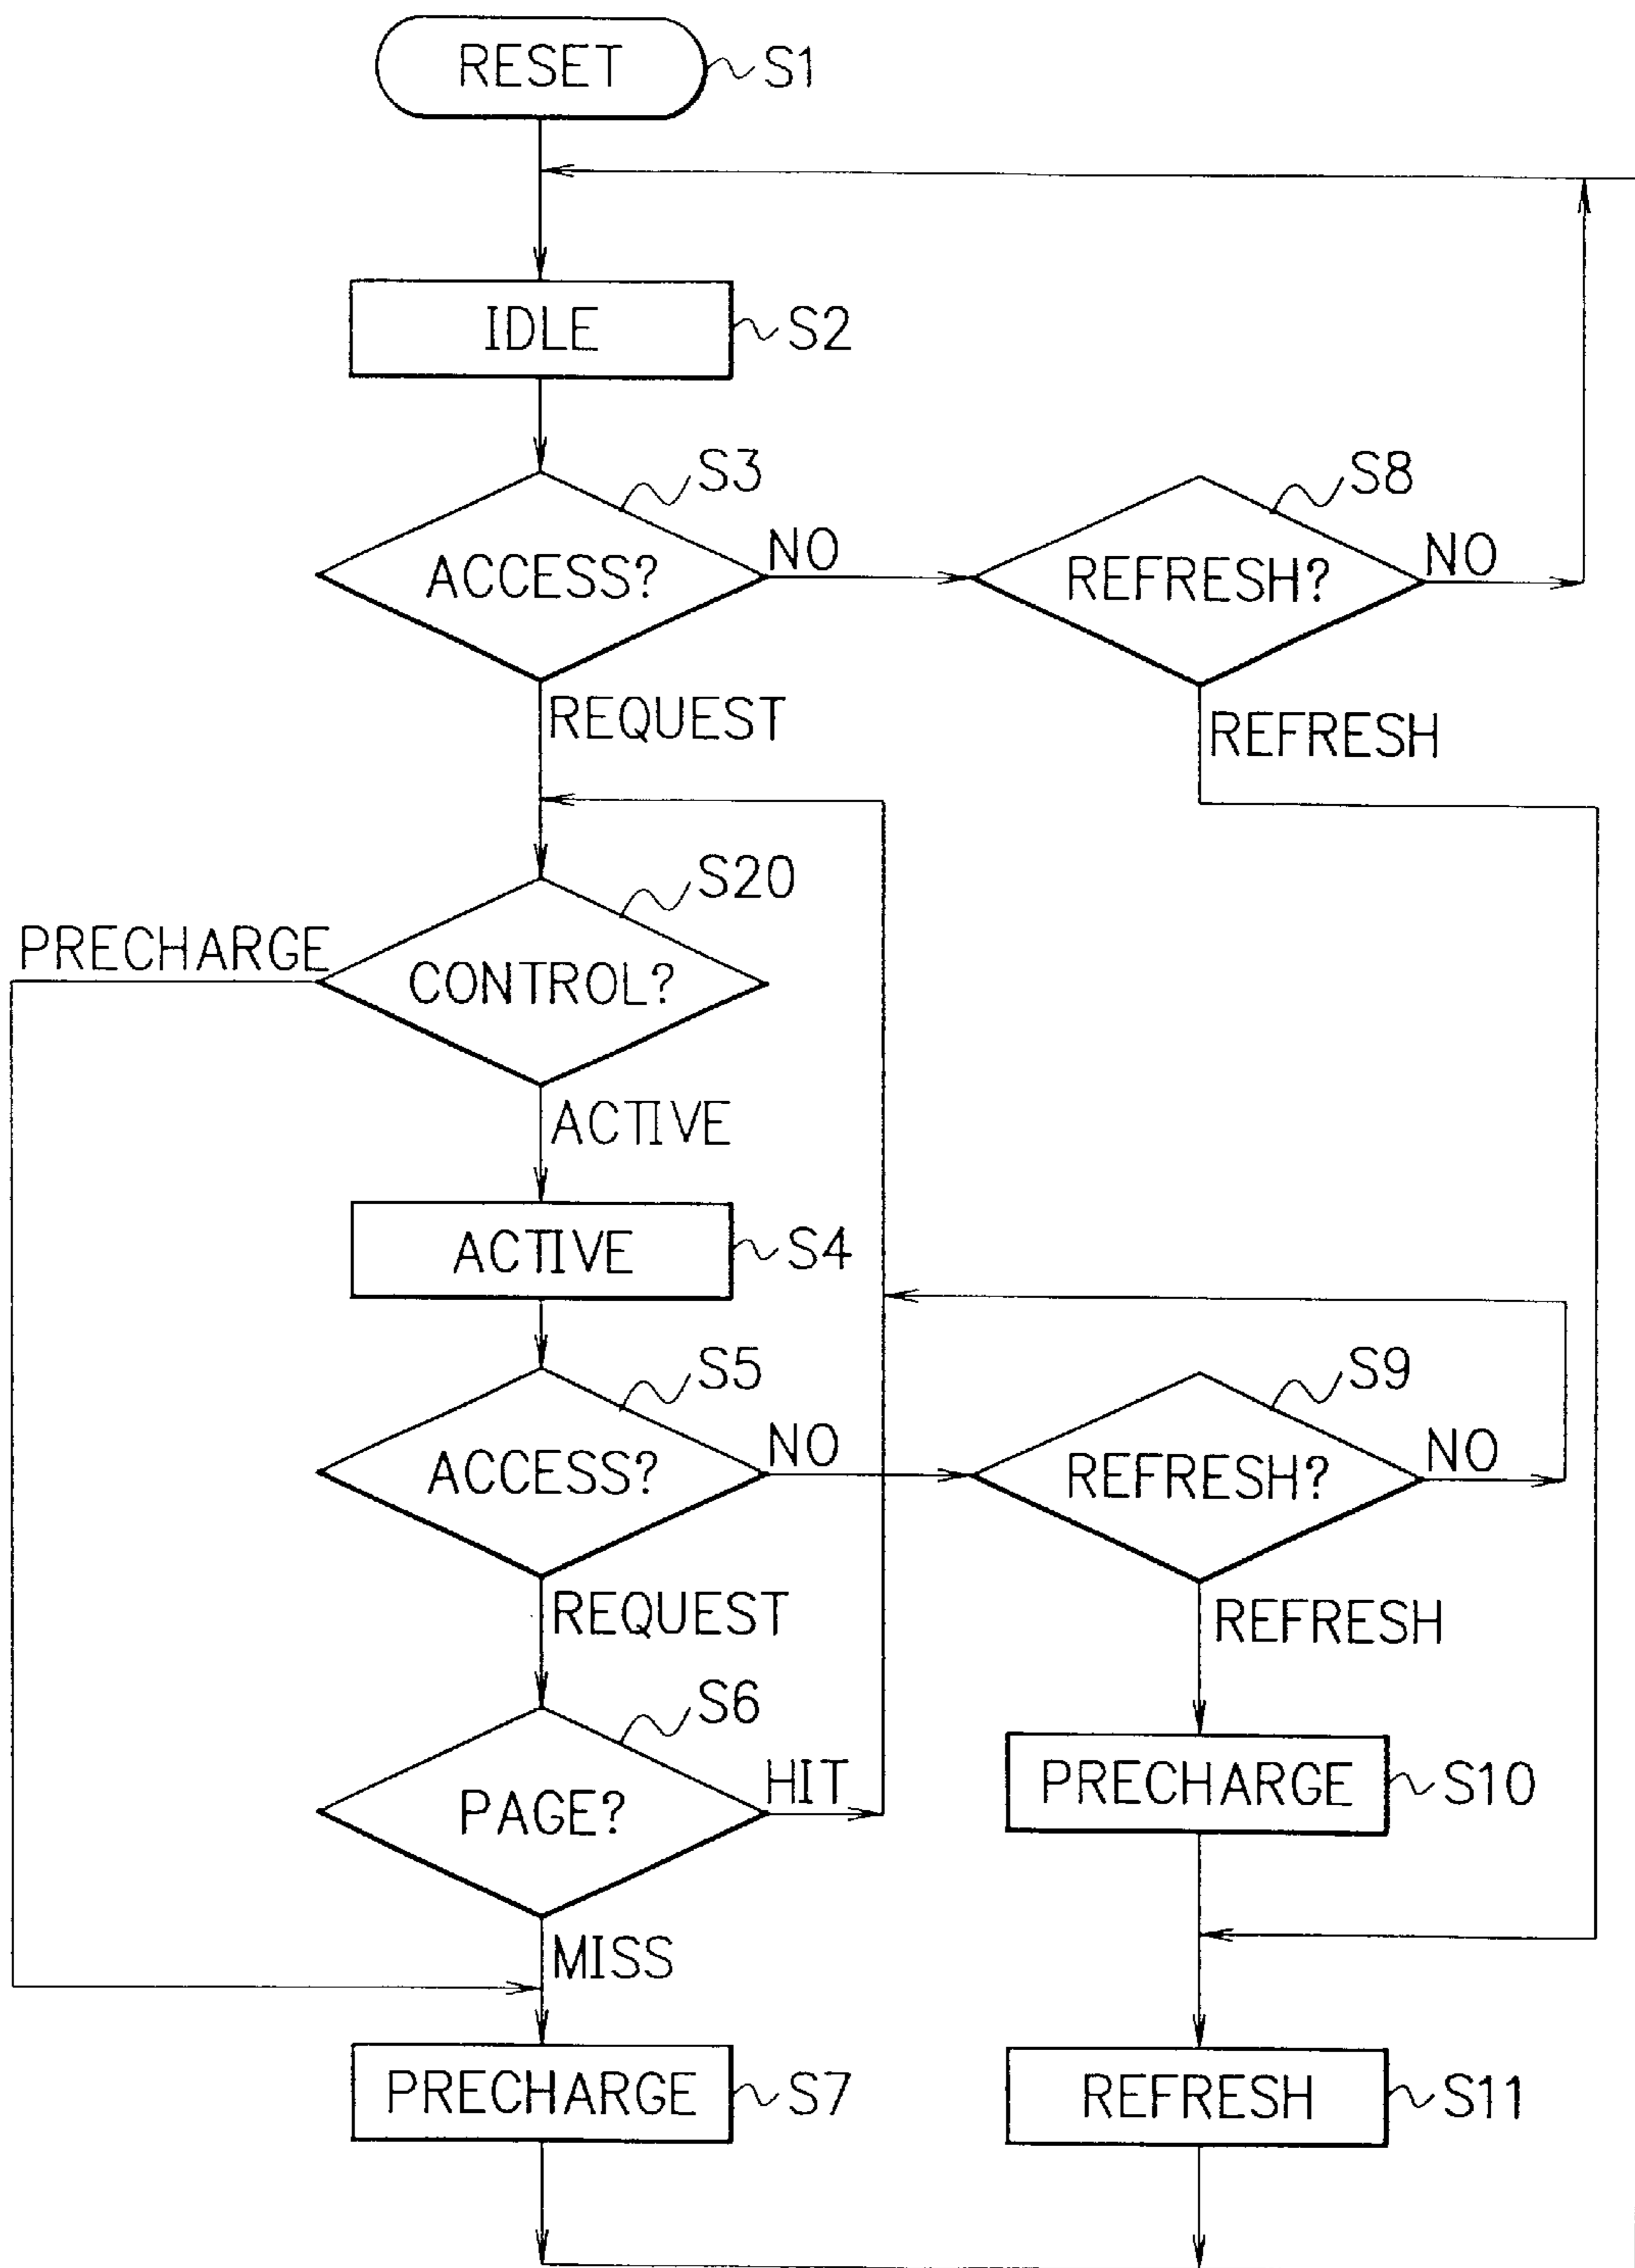 RESET S1
IDLE S2
S3 S8
ACCESS? NO REFRESH? NO
REQUEST REFRESH
S20
PRECHARGE CONTROL?
ACTIVE
ACTIVE S4
S5 S9
ACCESS? NO REFRESH? NO
REQUEST REFRESH
S6
PAGE? HIT PRECHARGE S10
MISS
PRECHARGE S7 REFRESH S11